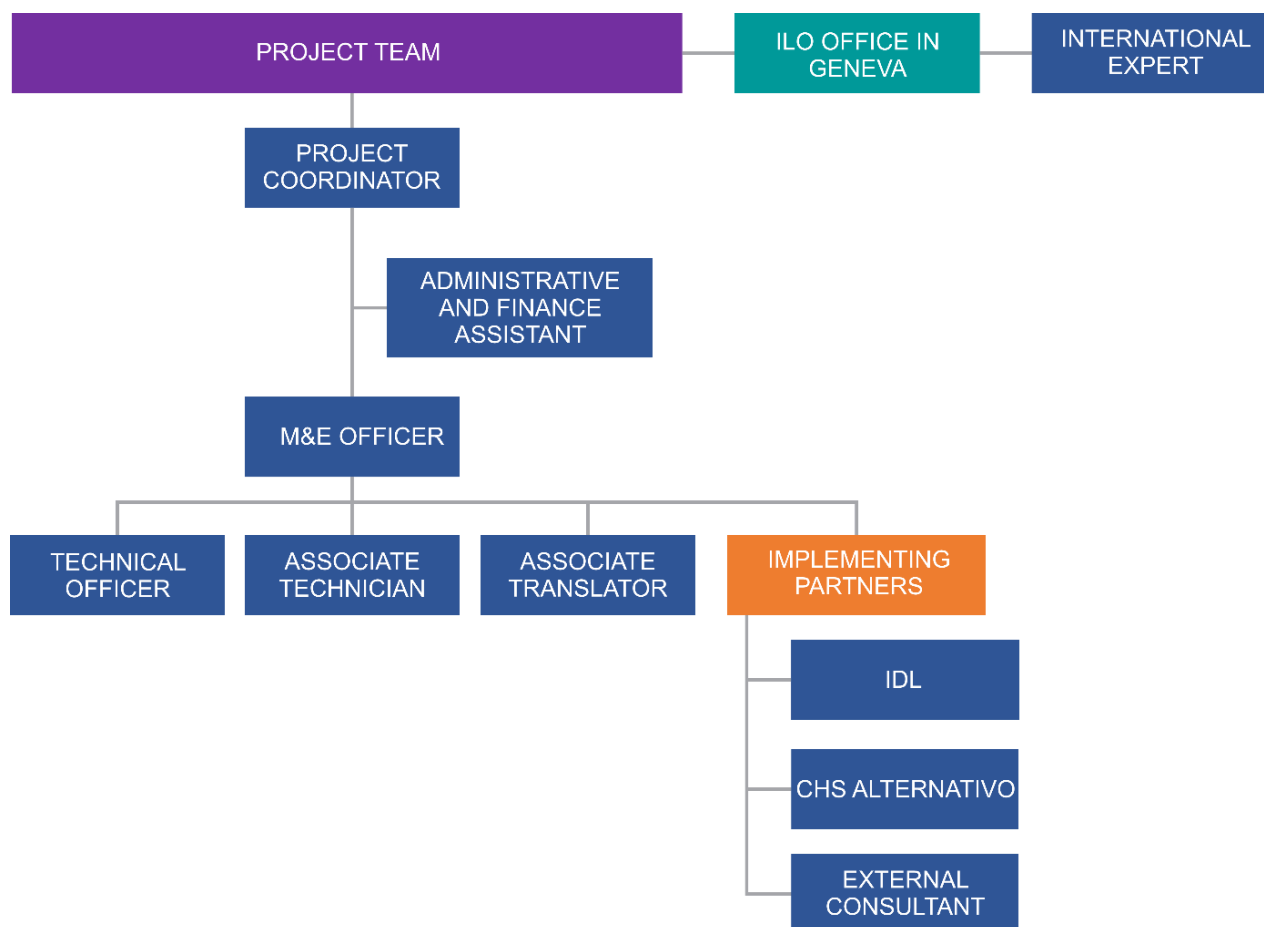 PROJECT TEAM
ILO OFFICE IN
GENEVA
INTERNATIONAL
EXPERT
PROJECT
COORDINATOR
ADMINISTRATIVE
AND FINANCE
ASSISTANT
M&E OFFICER
TECHNICAL
OFFICER
ASSOCIATE
TECHNICIAN
ASSOCIATE
TRANSLATOR
IMPLEMENTING
PARTNERS
IDL
CHS ALTERNATIVO
EXTERNAL
CONSULTANT